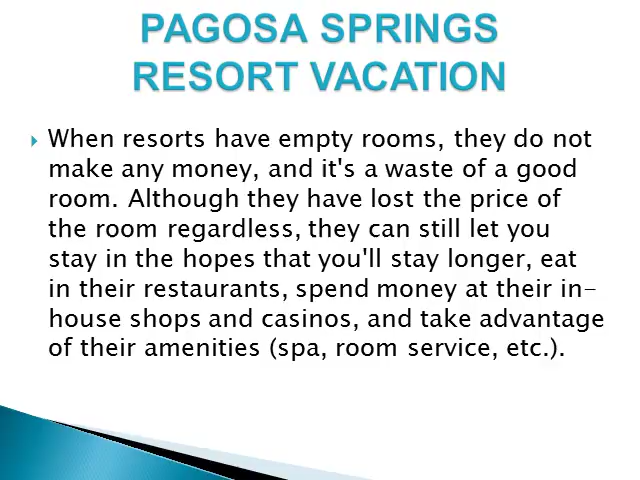 PAGOSA SPRINGS
RESORT VACATION
When resorts have empty rooms, they do not
make any money, and it's a waste of a good
room. Although they have lost the price of
the room regardless, they can still let you
stay in the hopes that you'll stay longer, eat
in their restaurants, spend money at their in-
house shops and casinos, and take advantage
of their amenities (spa, room service, etc.).